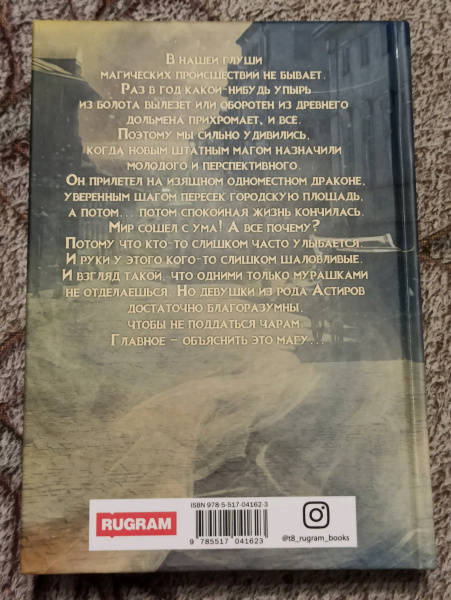 В нашей глуши
магических происшествий не бывает.
Раз в год какой-нибудь упырь
из болота вылезет или оборотен из древнего
дольмена прихромает, и всё.
Поэтому мы сильно удивились,
когда новым штатным магом назначили
молодого и перспективного.
Он прилетел на изящном одноместном драконе,
уверенным шагом пересек городскую площадь,
а потом... потом спокойная жизнь кончилась.
Мир сошел с ума! А все почему?
Потому что кто-то слишком часто улыбается.
И руки у этого кого-то слишком шаловливые.
И взгляд такой, что одними только мурашками
не отделаешься. Но девушки из рода Астиров
достаточно благоразумны,
чтобы не поддаться чарам.
Главное – объяснить это магу...
ISBN 978-5-517-04162-3
RUGRAM
9 785517 041623
@t8_rugram_books